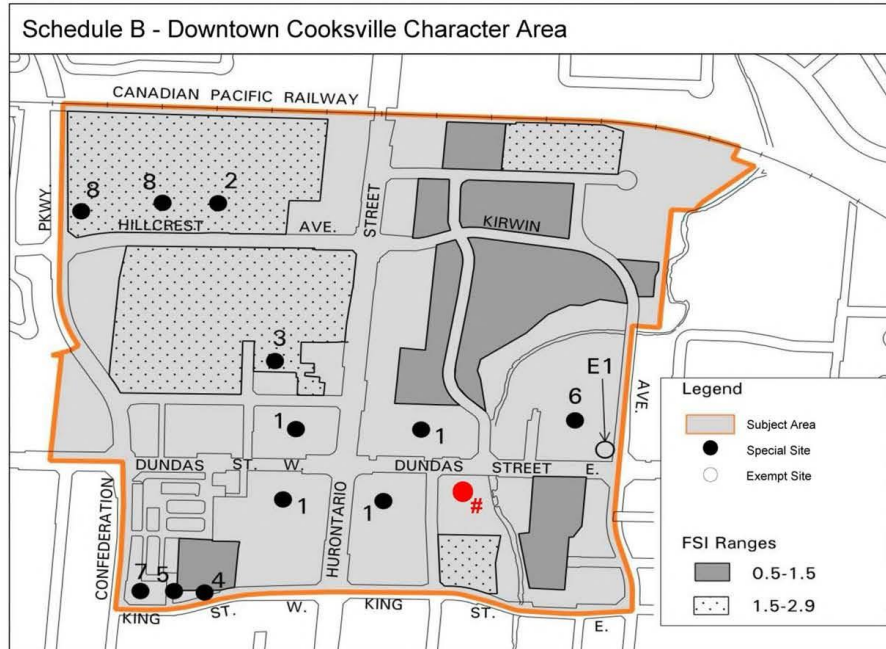 Schedule B - Downtown Cooksville Character Area
CANADIAN PACIFIC RAILWAY
PKWY
8
8
2
HILLCREST AVE.
STREET
KIRWIN
3
E1
6
AVE.
1
1
DUNDAS ST. W.
DUNDAS STREET E.
CONFEDERATION
HURONTARIO
1
1
#
7
5
4
KING ST. W.
KING ST. E.
Legend
Subject Area
Special Site
Exempt Site
FSI Ranges
0.5-1.5
1.5-2.9